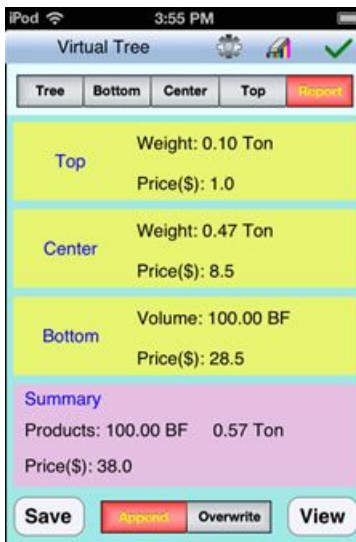 iPod 3:55 PM
Virtual Tree
Tree Bottom Center Top Report
Weight: 0.10 Ton
Top
Price($): 1.0
Weight: 0.47 Ton
Center
Price($): 8.5
Volume: 100.00 BF
Bottom
Price($): 28.5
Summary
Products: 100.00 BF 0.57 Ton
Price($): 38.0
Save Append Overwrite View